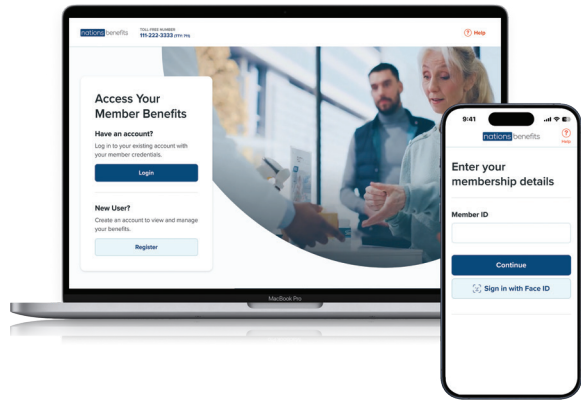 nations benefits
TOLL-FREE NUMBER
111-222-3333 (TTY: 711)
Help
Access Your
Member Benefits
Have an account?
Log in to your existing account with
your member credentials.
Login
New User?
Create an account to view and manage
your benefits.
Register
MacBook Pro
9:41
nations benefits
Help
Enter your
membership details
Member ID
Continue
Sign in with Face ID